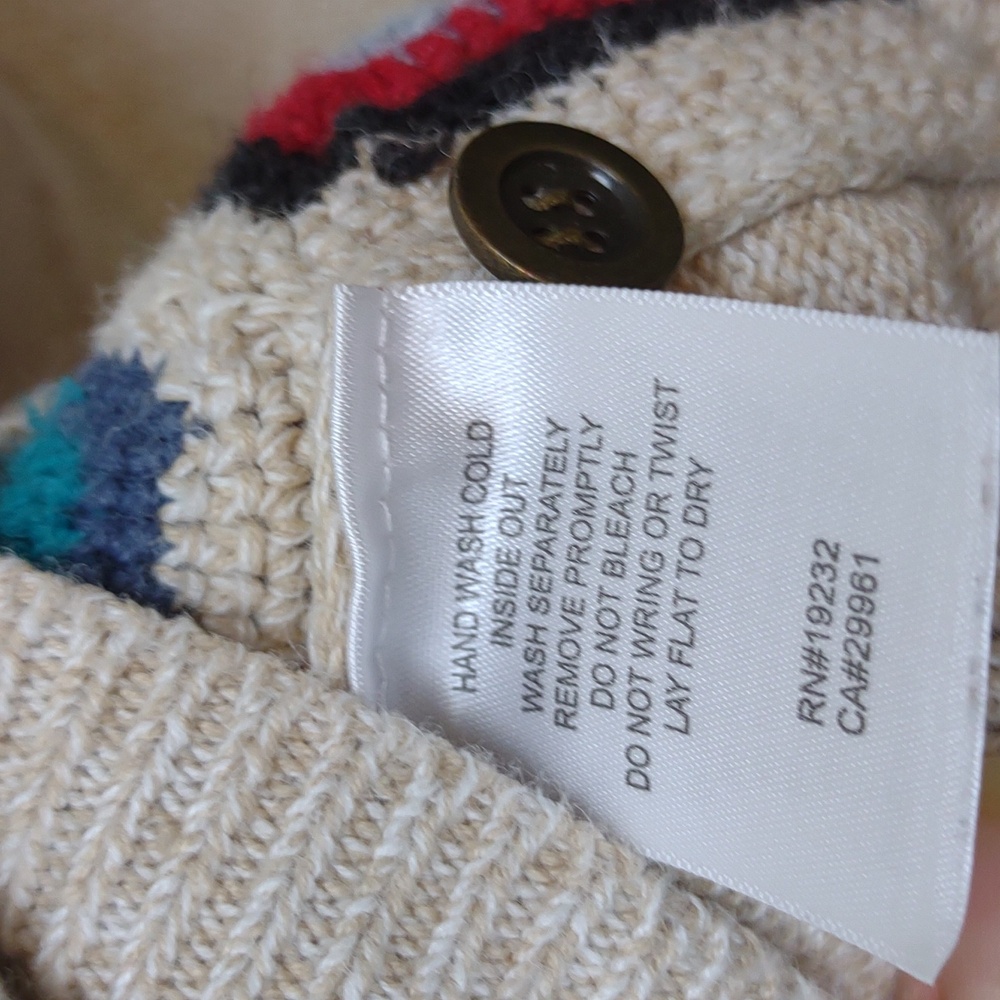 HAND WASH COLD
INSIDE OUT
WASH SEPARATELY
REMOVE PROMPTLY
DO NOT BLEACH
DO NOT WRING OR TWIST
LAY FLAT TO DRY
RN#19232
CA#29961